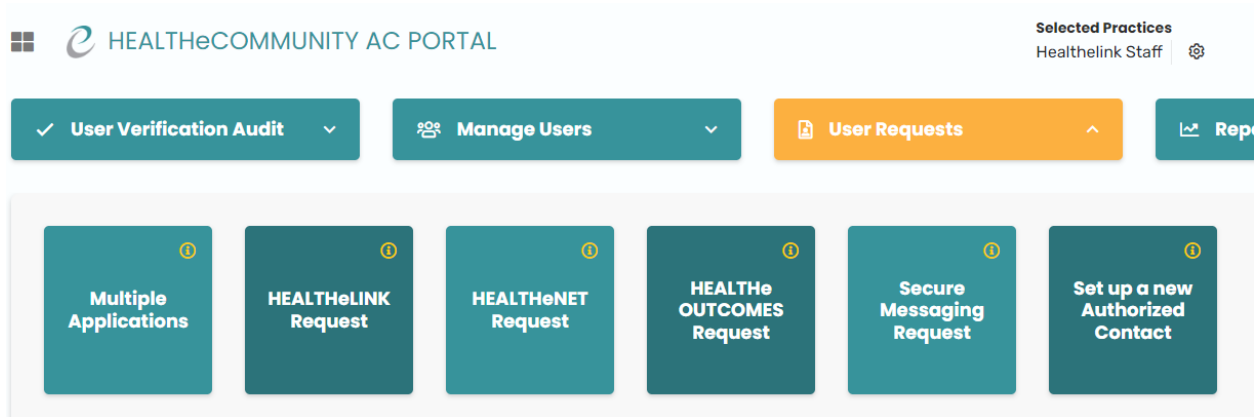 HEALTHeCOMMUNITY AC PORTAL
Selected Practices
Healthelink Staff
User Verification Audit
Manage Users
User Requests
Multiple
Applications
HEALTHeLINK
Request
HEALTHeNET
Request
HEALTHe
OUTCOMES
Request
Secure
Messaging
Request
Set up a new
Authorized
Contact